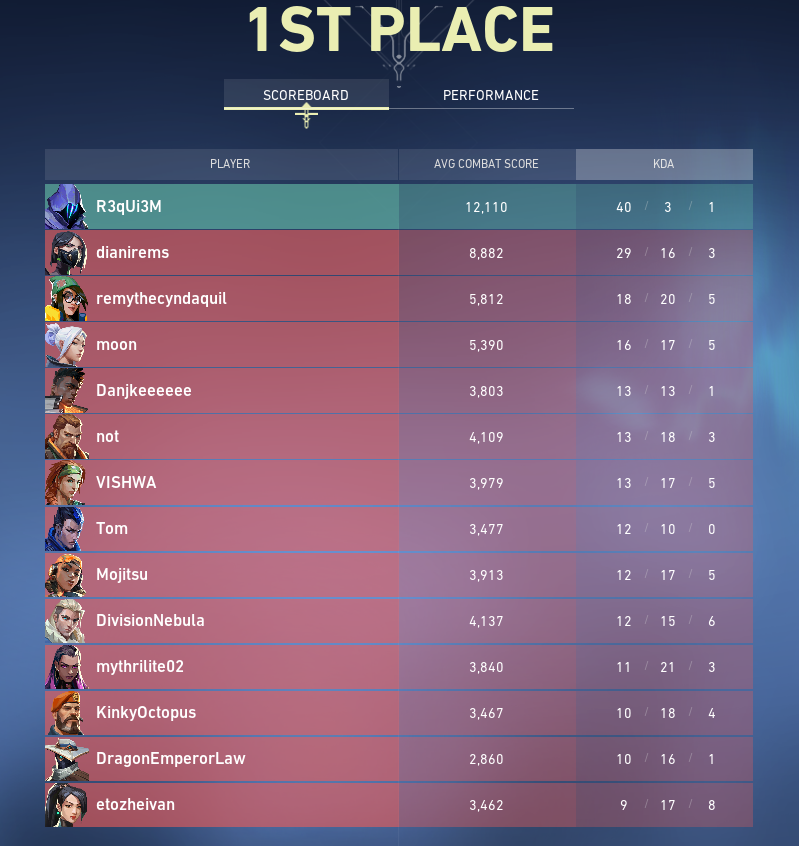 1ST PLACE
SCOREBOARD PERFORMANCE
PLAYER AVG COMBAT SCORE KDA
R3qUi3M 12,110 40 / 3 / 1
dianirems 8,882 29 / 16 / 3
remythecyndaquil 5,812 18 / 20 / 5
moon 5,390 16 / 17 / 5
Danjkeeeeee 3,803 13 / 13 / 1
not 4,109 13 / 18 / 3
VISHWA 3,979 13 / 17 / 5
Tom 3,477 12 / 10 / 0
Mojitsu 3,913 12 / 17 / 5
DivisionNebula 4,137 12 / 15 / 6
mythrilite02 3,840 11 / 21 / 3
KinkyOctopus 3,467 10 / 18 / 4
DragonEmperorLaw 2,860 10 / 16 / 1
etozheivan 3,462 9 / 17 / 8